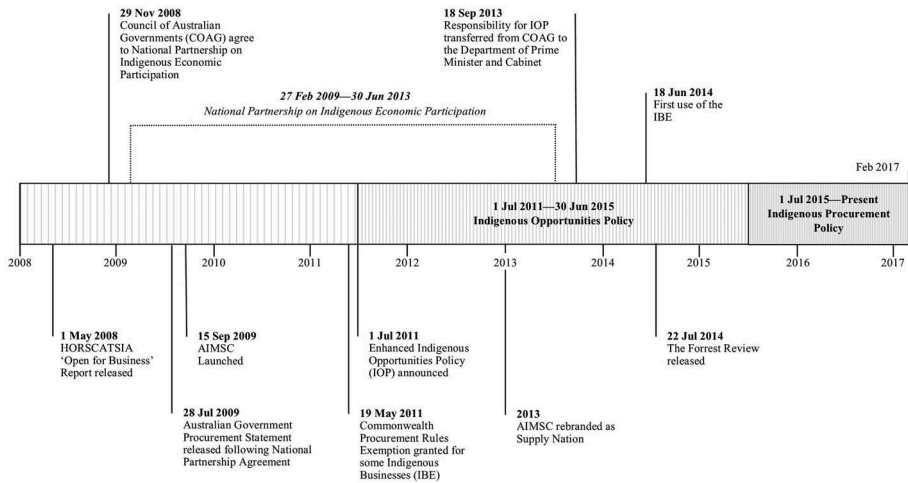 29 Nov 2008
Council of Australian
Governments (COAG) agree
to National Partnership on
Indigenous Economic
Participation
18 Sep 2013
Responsibility for IOP
transferred from COAG to
the Department of Prime
Minister and Cabinet
27 Feb 2009—30 Jun 2013
National Partnership on Indigenous Economic Participation
18 Jun 2014
First use of the
IBE
Feb 2017
1 Jul 2011—30 Jun 2015
Indigenous Opportunities Policy
1 Jul 2015—Present
Indigenous Procurement
Policy
2008 2009 2010 2011 2012 2013 2014 2015 2016 2017
1 May 2008
HORSCATSIA
‘Open for Business’
Report released
15 Sep 2009
AIMSC
Launched
1 Jul 2011
Enhanced Indigenous
Opportunities Policy
(IOP) announced
22 Jul 2014
The Forrest Review
released
28 Jul 2009
Australian Government
Procurement Statement
released following National
Partnership Agreement
19 May 2011
Commonwealth
Procurement Rules
Exemption granted for
some Indigenous
Businesses (IBE)
2013
AIMSC rebranded as
Supply Nation